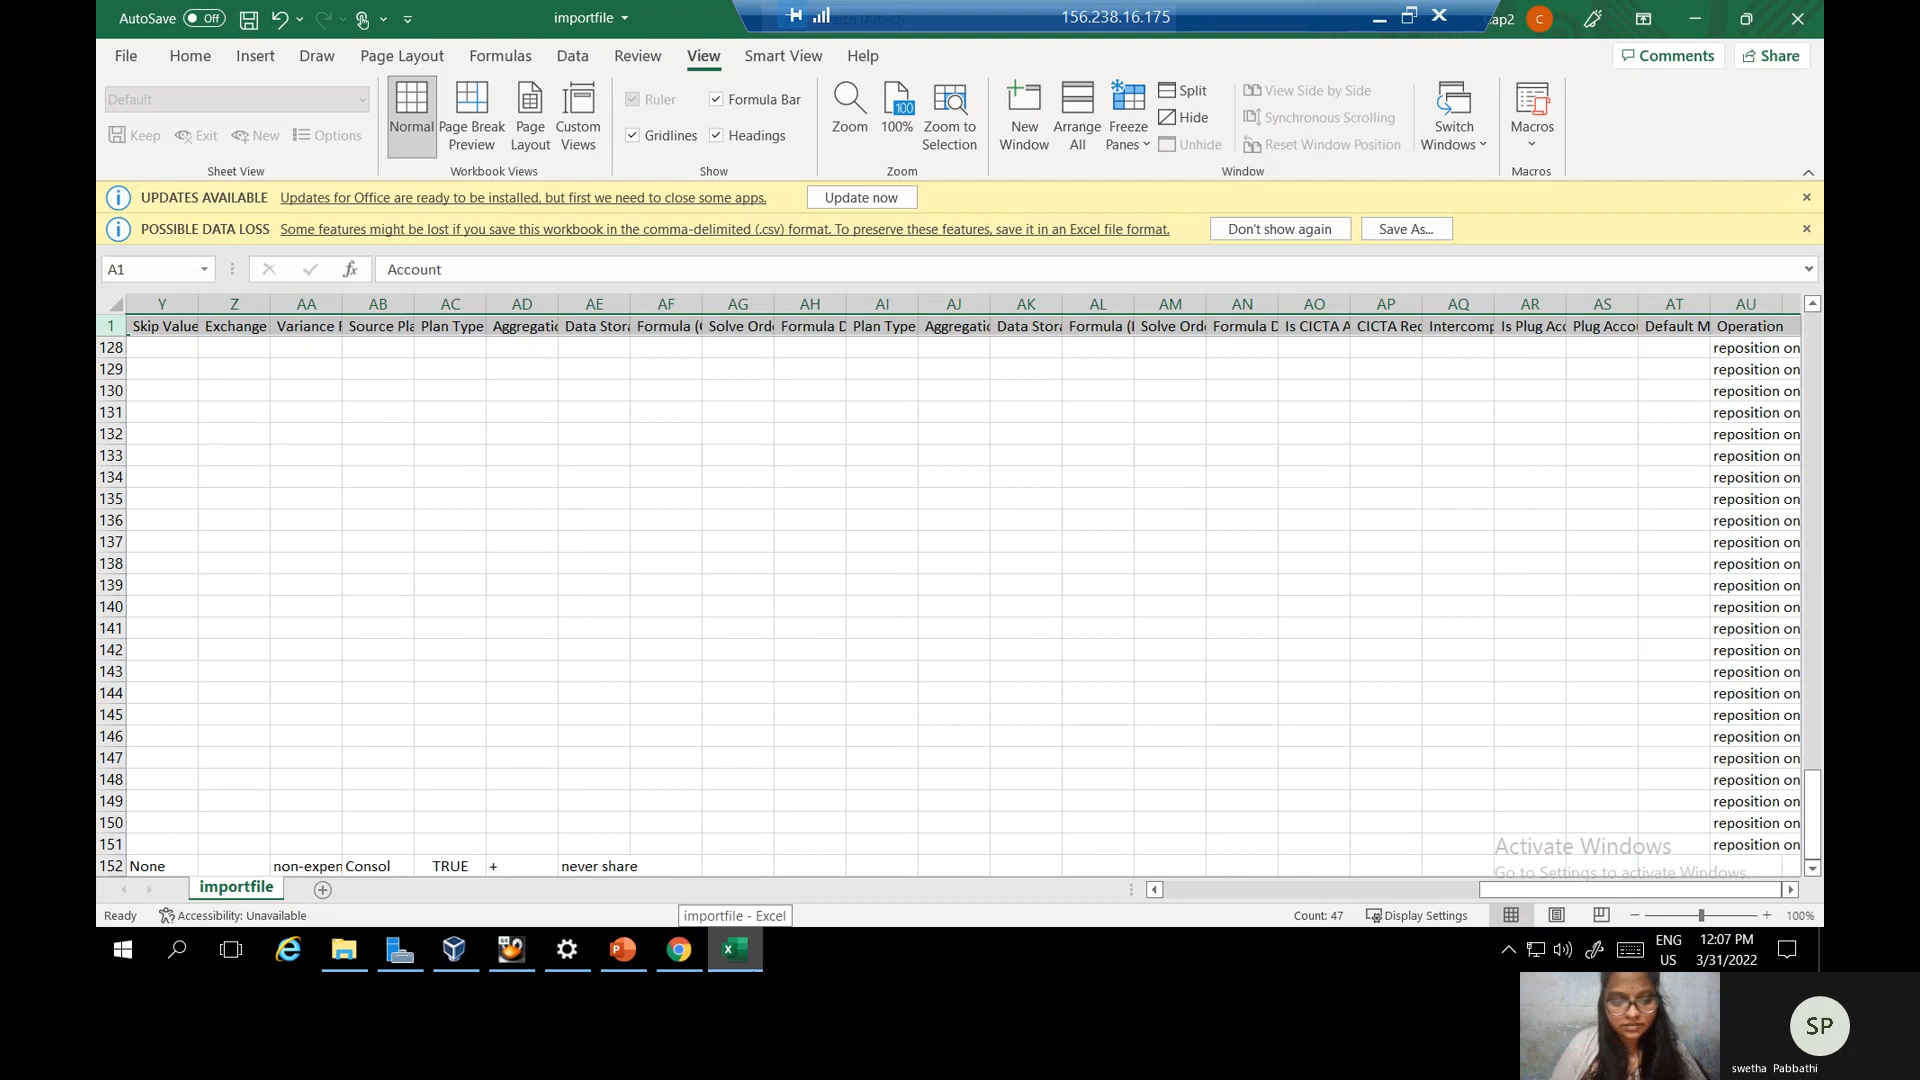 AutoSave Off importfile 156.238.16.175
File Home Insert Draw Page Layout Formulas Data Review View Smart View Help Comments Share
Default
Keep Exit New Options
Sheet View
Normal Page Break Preview Page Layout Custom Views
Workbook Views
Ruler Formula Bar
Gridlines Headings
Show
Zoom 100% Zoom to Selection
Zoom
New Window Arrange All Freeze Panes Split Hide Unhide
View Side by Side
Synchronous Scrolling
Reset Window Position
Switch Windows
Window
Macros
Macros
UPDATES AVAILABLE Updates for Office are ready to be installed, but first we need to close some apps. Update now
POSSIBLE DATA LOSS Some features might be lost if you save this workbook in the comma-delimited (.csv) format. To preserve these features, save it in an Excel file format. Don't show again Save As...
A1 fx Account
Y Z AA AB AC AD AE AF AG AH AI AJ AK AL AM AN AO AP AQ AR AS AT AU
1 Skip Value Exchange Variance Source Pla Plan Type Aggregatio Data Stora Formula ( Solve Orde Formula D Plan Type Aggregatio Data Stora Formula ( Solve Orde Formula D Is CICTA A CICTA Red Intercomp Is Plug Acc Plug Accou Default M Operation
128 reposition on
129 reposition on
130 reposition on
131 reposition on
132 reposition on
133 reposition on
134 reposition on
135 reposition on
136 reposition on
137 reposition on
138 reposition on
139 reposition on
140 reposition on
141 reposition on
142 reposition on
143 reposition on
144 reposition on
145 reposition on
146 reposition on
147 reposition on
148 reposition on
149 reposition on
150 reposition on
151 reposition on
152 None non-expen Consol TRUE + never share
Activate Windows
Go to Settings to activate Windows.
importfile
Ready Accessibility: Unavailable importfile - Excel Count: 47 Display Settings 100%
ENG
US
12:07 PM
3/31/2022
SP
swetha Pabbathi